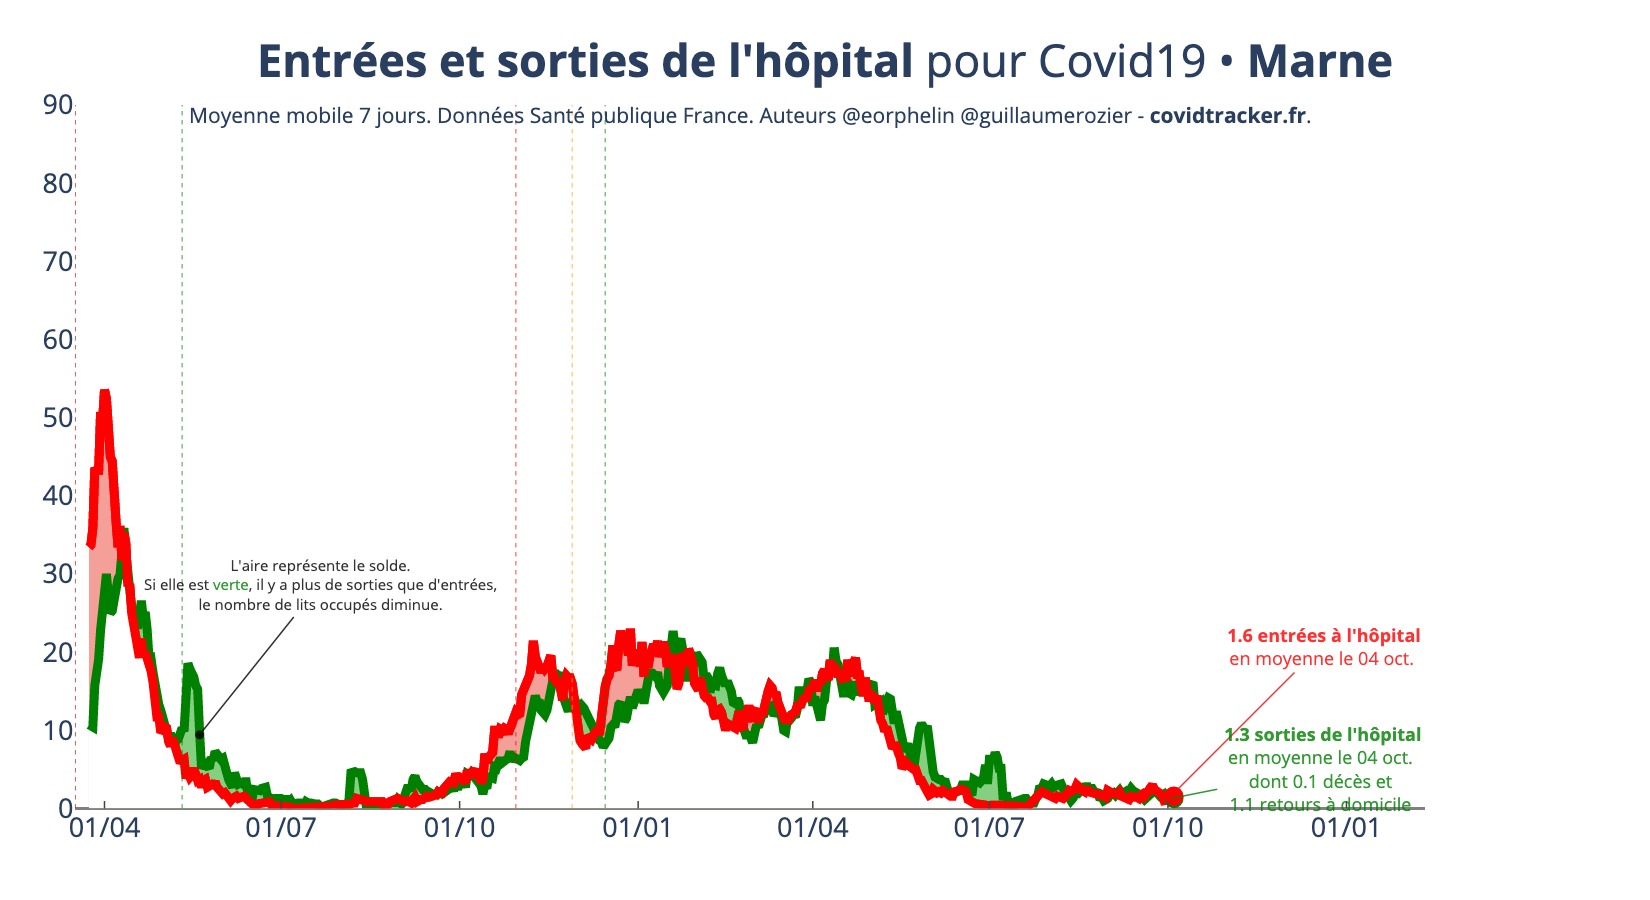 Entrées et sorties de l'hôpital pour Covid19 • Marne
Moyenne mobile 7 jours. Données Santé publique France. Auteurs @eorphelin @guillaumerozier - covidtracker.fr.
90
80
70
60
50
40
30
20
10
0
L'aire représente le solde.
Si elle est verte, il y a plus de sorties que d'entrées,
le nombre de lits occupés diminue.
1.6 entrées à l'hôpital
en moyenne le 04 oct.
1.3 sorties de l'hôpital
en moyenne le 04 oct.
dont 0.1 décès et
1.1 retours à domicile
01/04 01/07 01/10 01/01 01/04 01/07 01/10 01/01